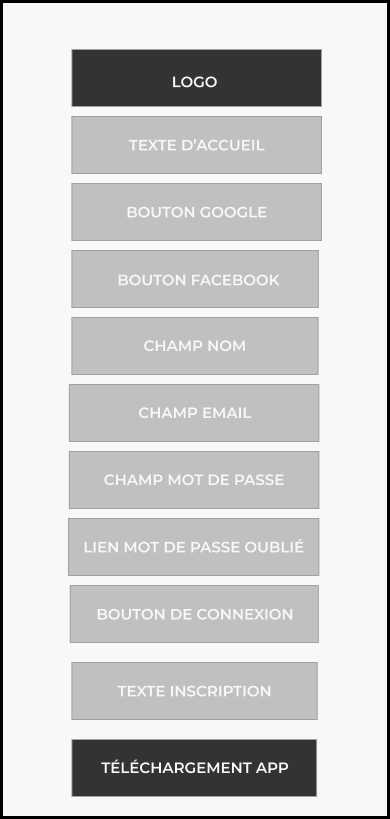 LOGO
TEXTE D'ACCUEIL
BOUTON GOOGLE
BOUTON FACEBOOK
CHAMP NOM
CHAMP EMAIL
CHAMP MOT DE PASSE
LIEN MOT DE PASSE OUBLIÉ
BOUTON DE CONNEXION
TEXTE INSCRIPTION
TÉLÉCHARGEMENT APP